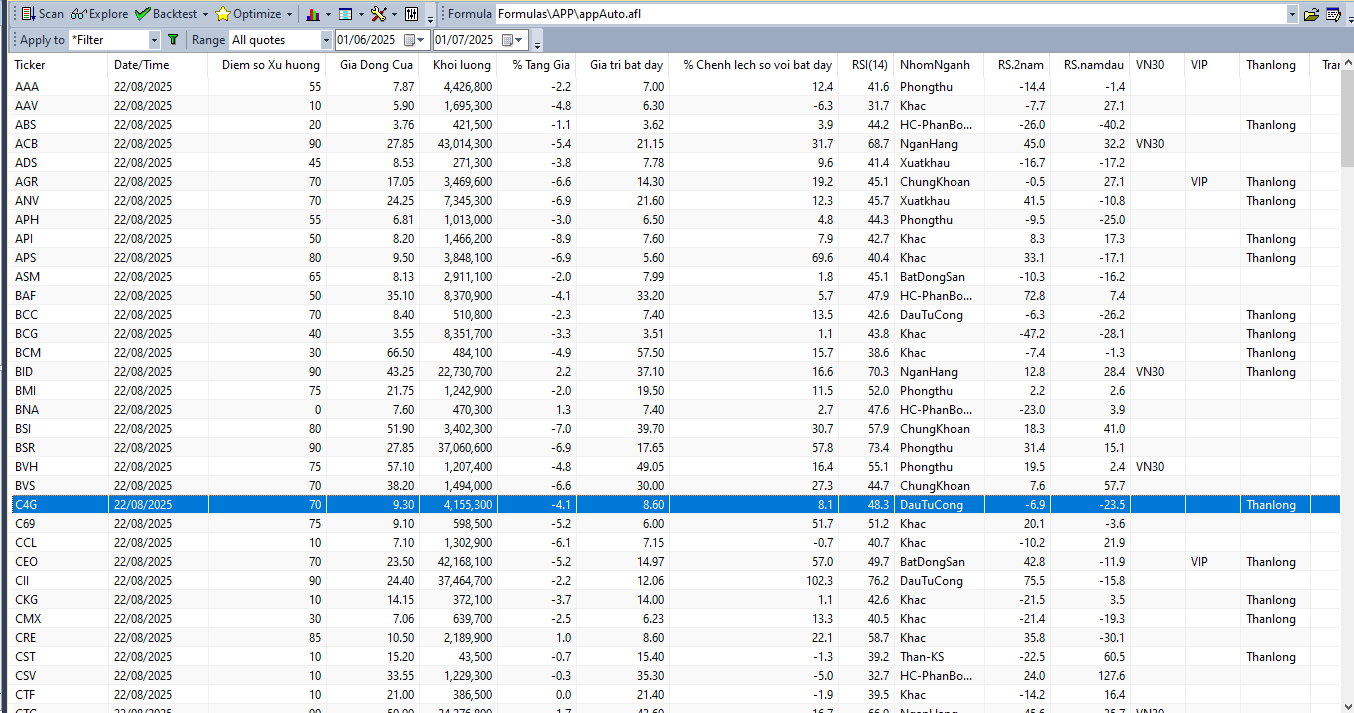 Scan Explore Backtest Optimize Formula Formulas\APP\appAuto.afl
Apply to *Filter Range All quotes 01/06/2025 01/07/2025
Ticker Date/Time Diem so Xu huong Gia Dong Cua Khoi luong % Tang Gia Gia tri bat day % Chenh lech so voi bat day RSI(14) NhomNganh RS.2nam RS.namdau VN30 VIP Thanlong
AAA 22/08/2025 55 7.87 4,426,800 -2.2 7.00 12.4 41.6 Phongthu -14.4 -1.4
AAV 22/08/2025 10 5.90 1,695,300 -4.8 6.30 -6.3 31.7 Khac -7.7 27.1
ABS 22/08/2025 20 3.76 421,500 -1.1 3.62 3.9 44.2 HC-PhanBo... -26.0 -40.2 Thanlong
ACB 22/08/2025 90 27.85 43,014,300 -5.4 21.15 31.7 68.7 NganHang 45.0 32.2 VN30
ADS 22/08/2025 45 8.53 271,300 -3.8 7.78 9.6 41.4 Xuatkhau -16.7 -17.2
AGR 22/08/2025 70 17.05 3,469,600 -6.6 14.30 19.2 45.1 ChungKhoan -0.5 27.1 VIP Thanlong
ANV 22/08/2025 70 24.25 7,345,300 -6.9 21.60 12.3 45.7 Xuatkhau 41.5 -10.8 Thanlong
APH 22/08/2025 55 6.81 1,013,000 -3.0 6.50 4.8 44.3 Phongthu -9.5 -25.0
API 22/08/2025 50 8.20 1,466,200 -8.9 7.60 7.9 42.7 Khac 8.3 17.3 Thanlong
APS 22/08/2025 80 9.50 3,848,100 -6.9 5.60 69.6 40.4 Khac 33.1 -17.1 Thanlong
ASM 22/08/2025 65 8.13 2,911,100 -2.0 7.99 1.8 45.1 BatDongSan -10.3 -16.2
BAF 22/08/2025 50 35.10 8,370,900 -4.1 33.20 5.7 47.9 HC-PhanBo... 72.8 7.4
BCC 22/08/2025 70 8.40 510,800 -2.3 7.40 13.5 42.6 DauTuCong -6.3 -26.2 Thanlong
BCG 22/08/2025 40 3.55 8,351,700 -3.3 3.51 1.1 43.8 Khac -47.2 -28.1 Thanlong
BCM 22/08/2025 30 66.50 484,100 -4.9 57.50 15.7 38.6 Khac -7.4 -1.3 Thanlong
BID 22/08/2025 90 43.25 22,730,700 2.2 37.10 16.6 70.3 NganHang 12.8 28.4 VN30 Thanlong
BMI 22/08/2025 75 21.75 1,242,900 -2.0 19.50 11.5 52.0 Phongthu 2.2 2.6
BNA 22/08/2025 0 7.60 470,300 1.3 7.40 2.7 47.6 HC-PhanBo... -23.0 3.9
BSI 22/08/2025 80 51.90 3,402,300 -7.0 39.70 30.7 57.9 ChungKhoan 18.3 41.0
BSR 22/08/2025 90 27.85 37,060,600 -6.9 17.65 57.8 73.4 Phongthu 31.4 15.1
BVH 22/08/2025 75 57.10 1,207,400 -4.8 49.05 16.4 55.1 Phongthu 19.5 2.4 VN30
BVS 22/08/2025 70 38.20 1,494,000 -6.6 30.00 27.3 44.7 ChungKhoan 7.6 57.7
C4G 22/08/2025 70 9.30 4,155,300 -4.1 8.60 8.1 48.3 DauTuCong -6.9 -23.5 Thanlong
C69 22/08/2025 75 9.10 598,500 -5.2 6.00 51.7 51.2 Khac 20.1 -3.6
CCL 22/08/2025 10 7.10 1,302,900 -6.1 7.15 -0.7 40.7 Khac -10.2 21.9
CEO 22/08/2025 70 23.50 42,168,100 -5.2 14.97 57.0 49.7 BatDongSan 42.8 -11.9 VIP Thanlong
CII 22/08/2025 90 24.40 37,464,700 -2.2 12.06 102.3 76.2 DauTuCong 75.5 -15.8
CKG 22/08/2025 10 14.15 372,100 -3.7 14.00 1.1 42.6 Khac -21.5 3.5 Thanlong
CMX 22/08/2025 30 7.06 639,700 -2.5 6.23 13.3 40.5 Khac -21.4 -19.3 Thanlong
CRE 22/08/2025 85 10.50 2,189,900 1.0 8.60 22.1 58.7 Khac 35.8 -30.1
CST 22/08/2025 10 15.20 43,500 -0.7 15.40 -1.3 39.2 Than-KS -22.5 60.5 Thanlong
CSV 22/08/2025 10 33.55 1,229,300 -0.3 35.30 -5.0 32.7 HC-PhanBo... 24.0 127.6
CTF 22/08/2025 10 21.00 386,500 0.0 21.40 -1.9 39.5 Khac -14.2 16.4